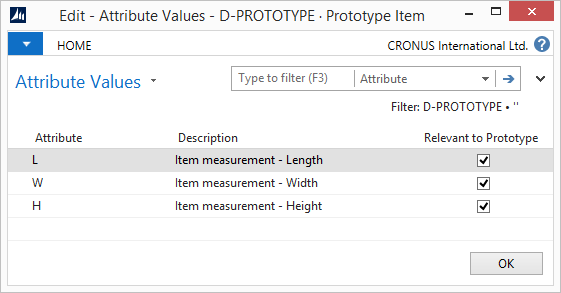 Edit - Attribute Values - D-PROTOTYPE · Prototype Item
HOME CRONUS International Ltd.
Attribute Values Type to filter (F3) Attribute
Filter: D-PROTOTYPE • ''
Attribute Description Relevant to Prototype
L Item measurement - Length
W Item measurement - Width
H Item measurement - Height
OK